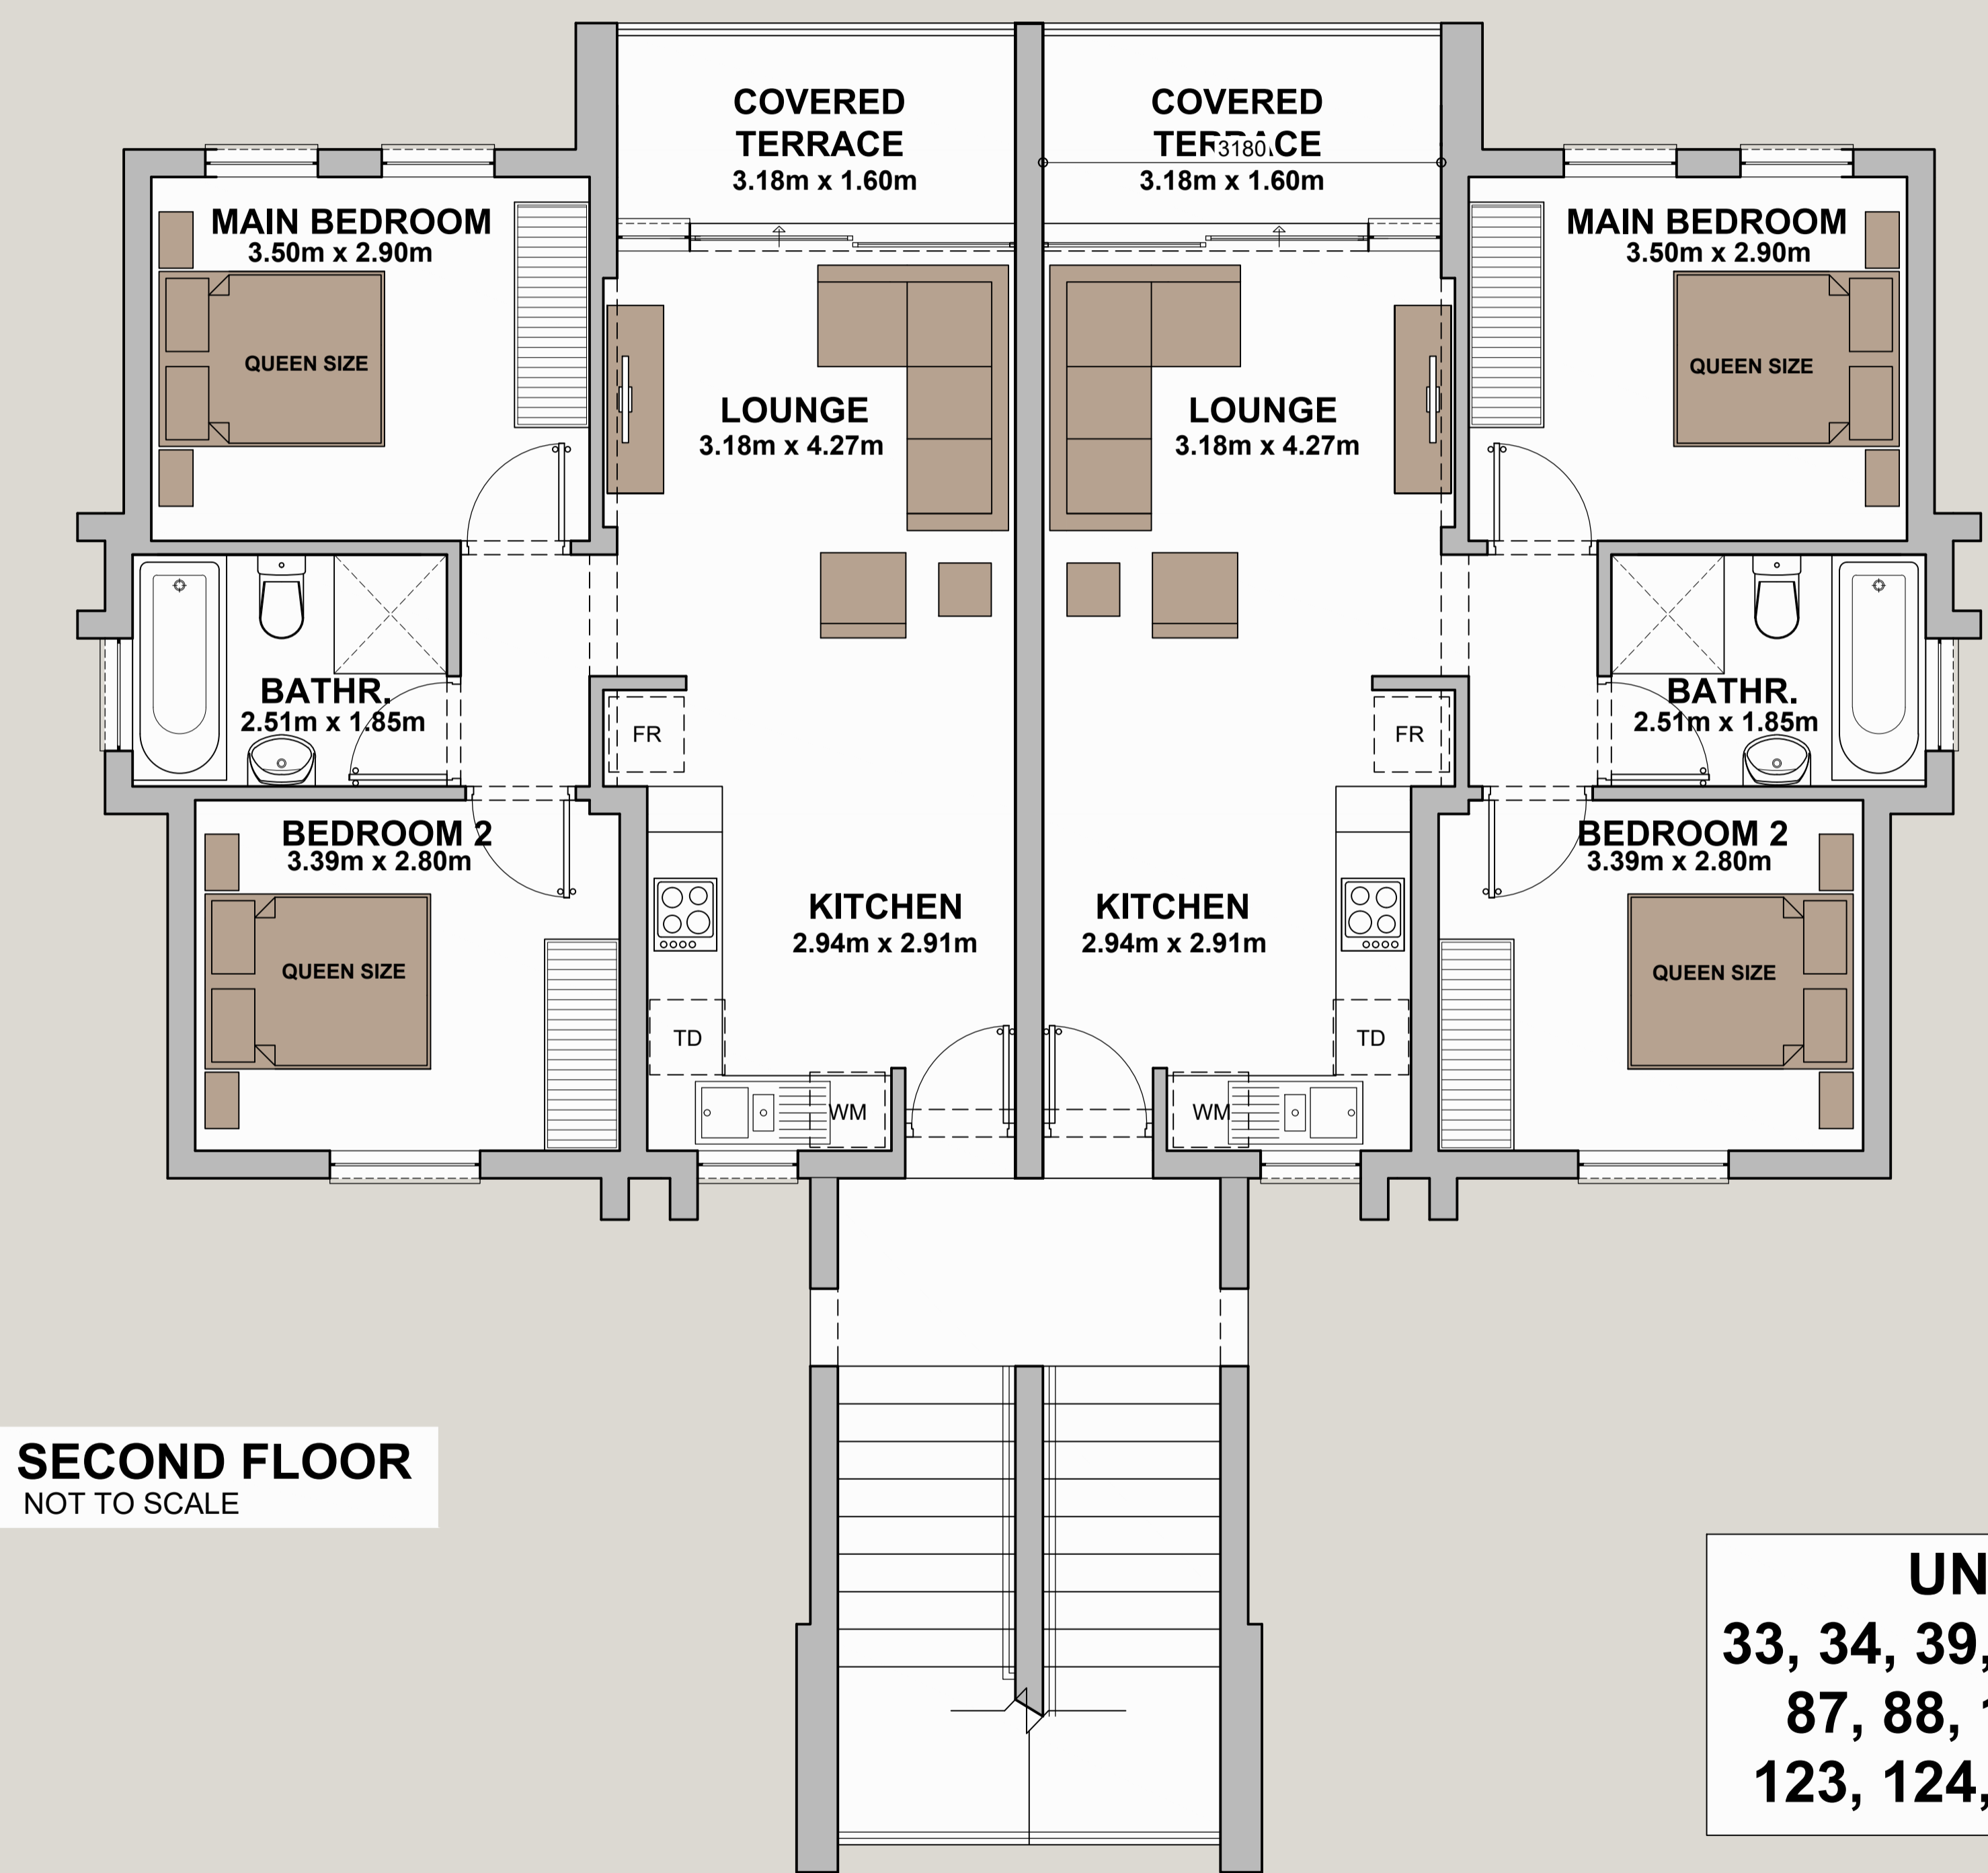 COVERED
TERRACE
3.18m x 1.60m
COVERED
TERRACE
3180
3.18m x 1.60m
MAIN BEDROOM
3.50m x 2.90m
MAIN BEDROOM
3.50m x 2.90m
QUEEN SIZE
QUEEN SIZE
LOUNGE
3.18m x 4.27m
LOUNGE
3.18m x 4.27m
BATHR.
2.51m x 1.85m
FR
FR
BATHR.
2.51m x 1.85m
BEDROOM 2
3.39m x 2.80m
BEDROOM 2
3.39m x 2.80m
KITCHEN
2.94m x 2.91m
KITCHEN
2.94m x 2.91m
QUEEN SIZE
QUEEN SIZE
TD
TD
WM
WM
SECOND FLOOR
NOT TO SCALE
UN
33, 34, 39,
87, 88,
123, 124,